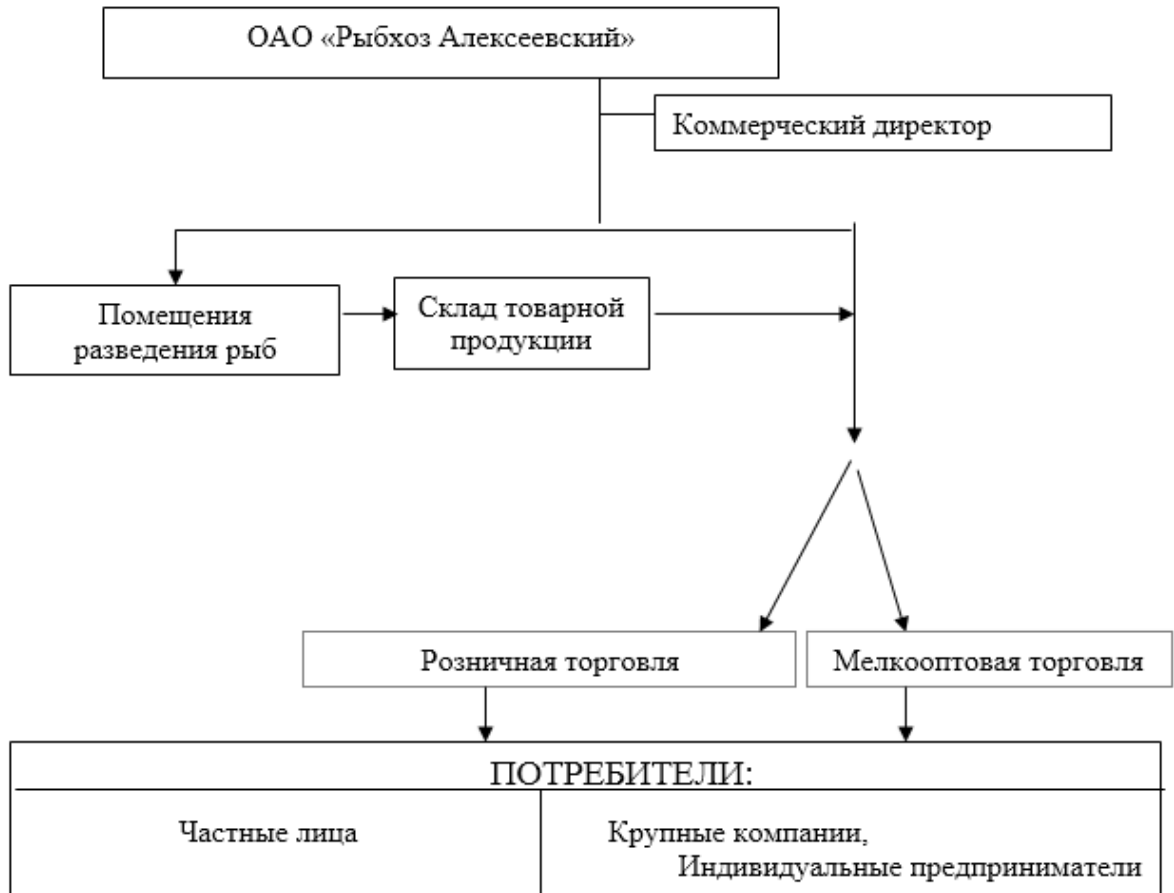 ОАО «Рыбхоз Алексеевский»
Коммерческий директор
Помещения
разведения рыб
Склад товарной
продукции
Розничная торговля
Мелкооптовая торговля
ПОТРЕБИТЕЛИ:
Частные лица
Крупные компании,
Индивидуальные предприниматели